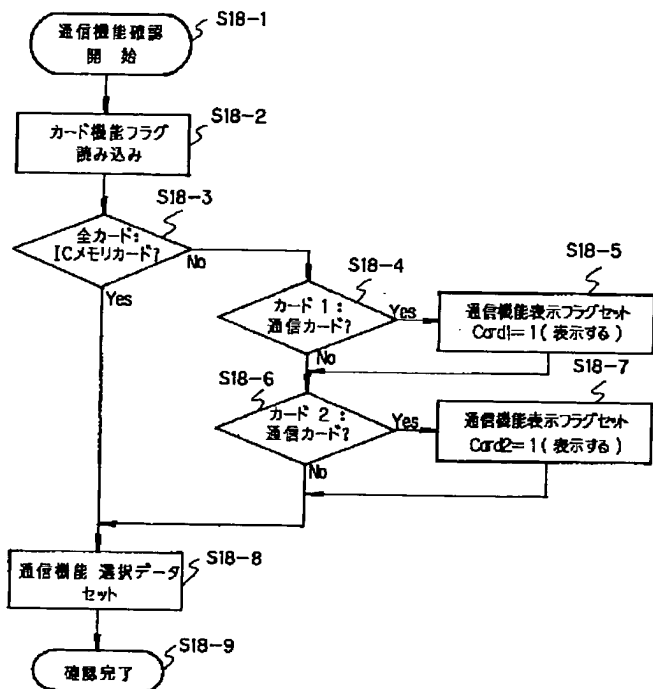 通信機能確認
開 始
S18-1
カード機能フラグ
読み込み
S18-2
全カード:
ICメモリカード?
S18-3
No
Yes
カード 1:
通信カード?
S18-4
Yes
No
通信機能表示フラグセット
Card1=1(表示する)
S18-5
カード 2:
通信カード?
S18-6
Yes
No
通信機能表示フラグセット
Card2=1(表示する)
S18-7
通信機能 選択データ
セット
S18-8
確認完了
S18-9